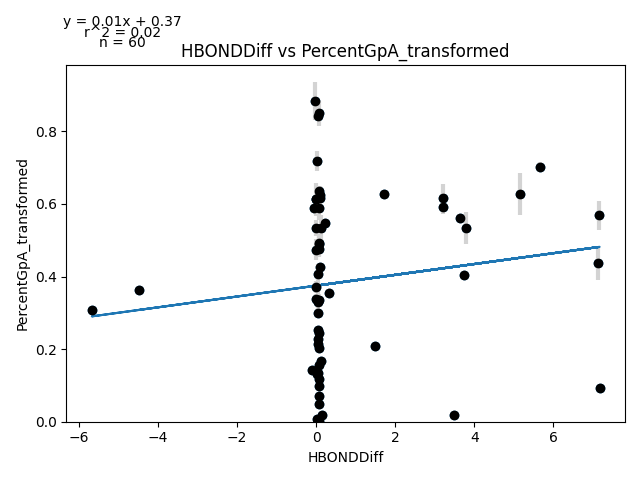 y = 0.01x + 0.37
r^2 = 0.02
n = 60
HBONDDiff vs PercentGpA_transformed
PercentGpA_transformed
0.8
0.6
0.4
0.2
0.0
−6
−4
−2
0
2
4
6
HBONDDiff